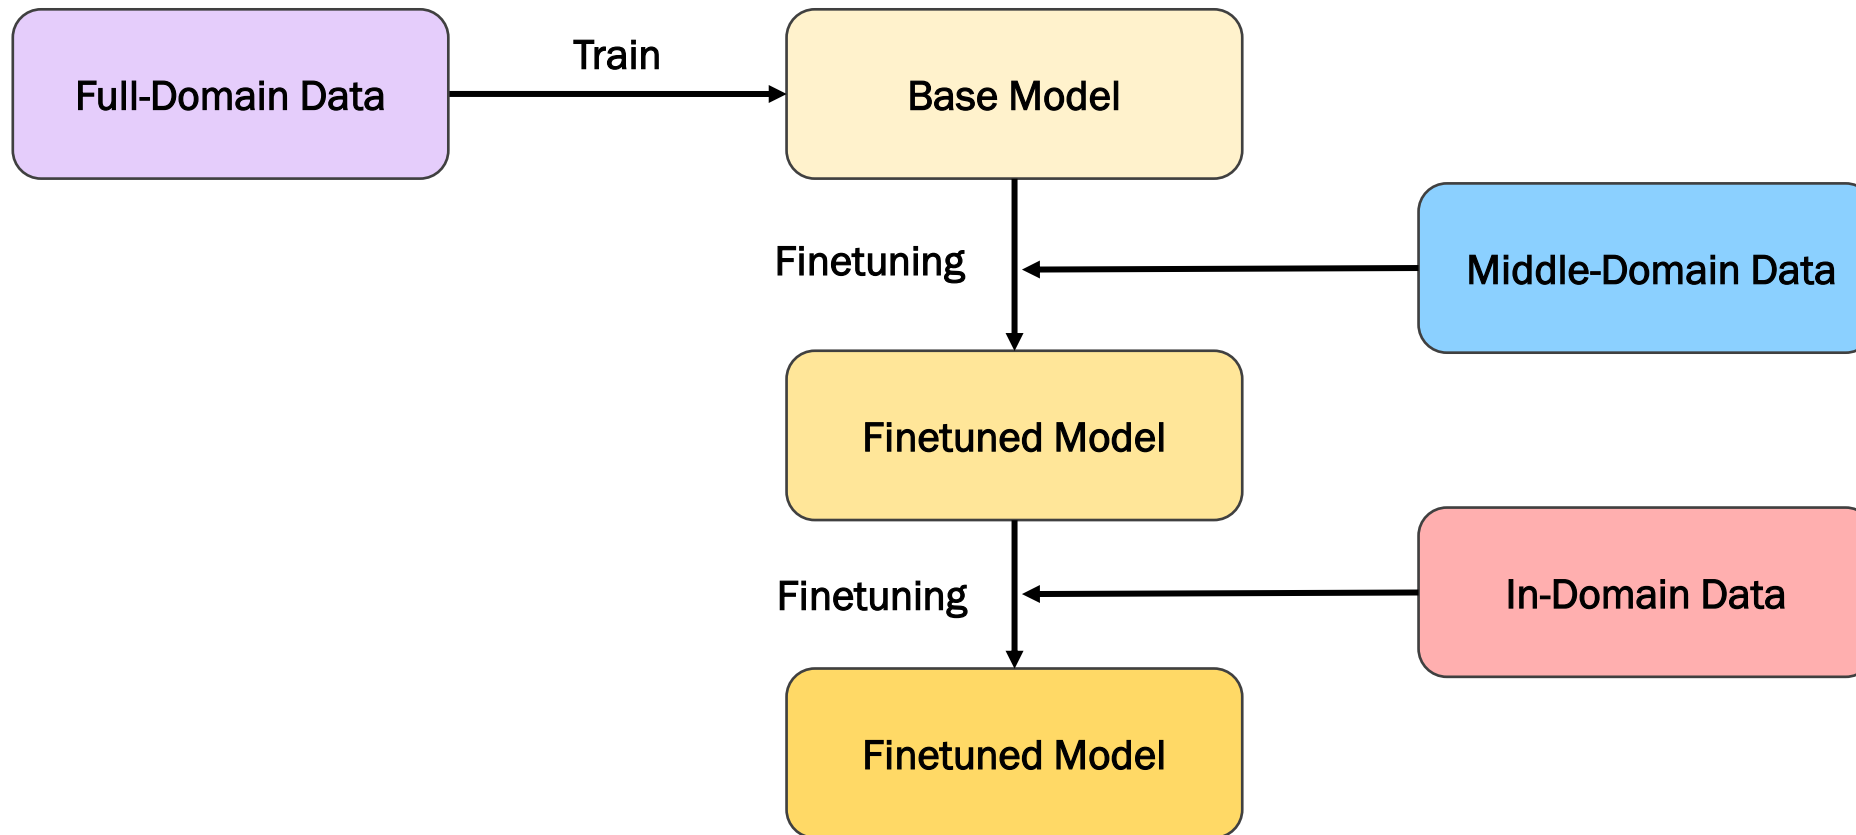 Full-Domain Data
Train
Base Model
Finetuning
Middle-Domain Data
Finetuned Model
Finetuning
In-Domain Data
Finetuned Model